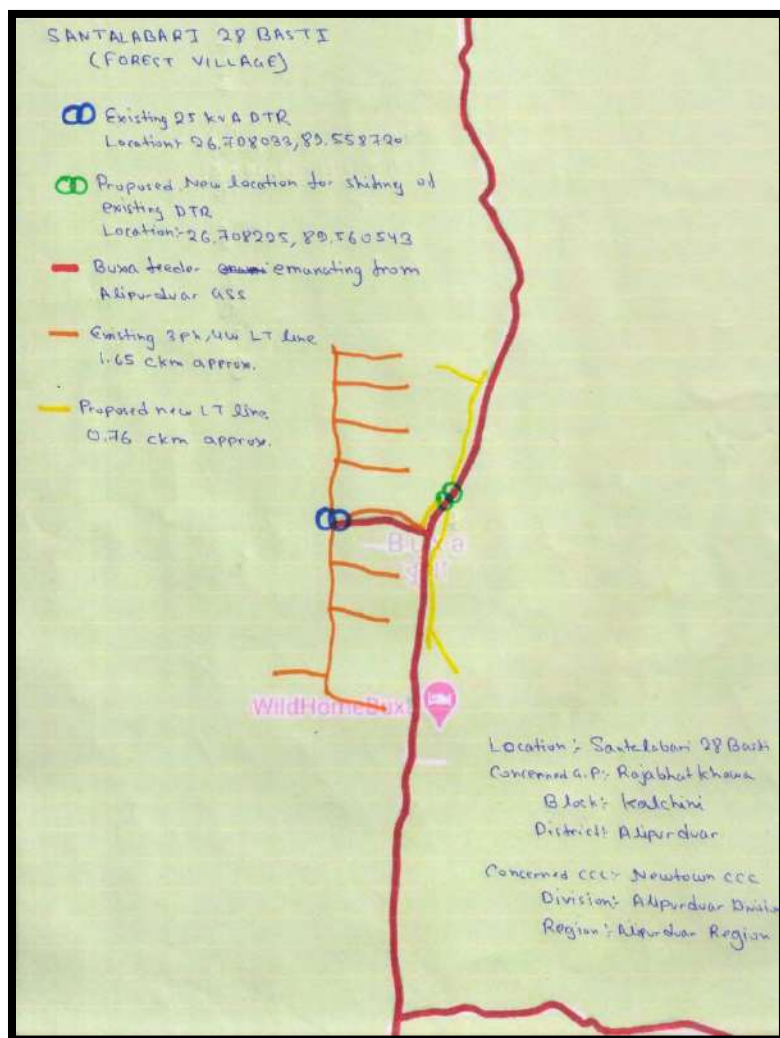 SANTALABARI 28 BASTI
(FOREST VILLAGE)
Existing 25 kVA DTR
Location:- 26.708033,89.558720
Proposed New location for shiting of
existing DTR
Location:-26.708225, 89.560543
Buxa feeder emanating from
Alipurduar GSS
Existing 3Ph,4w LT line
1.65 ckm approx.
Proposed new LT line
0.76 ckm approx.
Buxa
WildHomeBux
Location:- Santalabari 28 Basti
Concerned G.P:- Rajabhatkhawa
Block:- Kalchini
District:- Alipurduar
Concerned CCC:- Newtown CCC
Division:- Alipurduar Division
Region:- Alipurduar Region